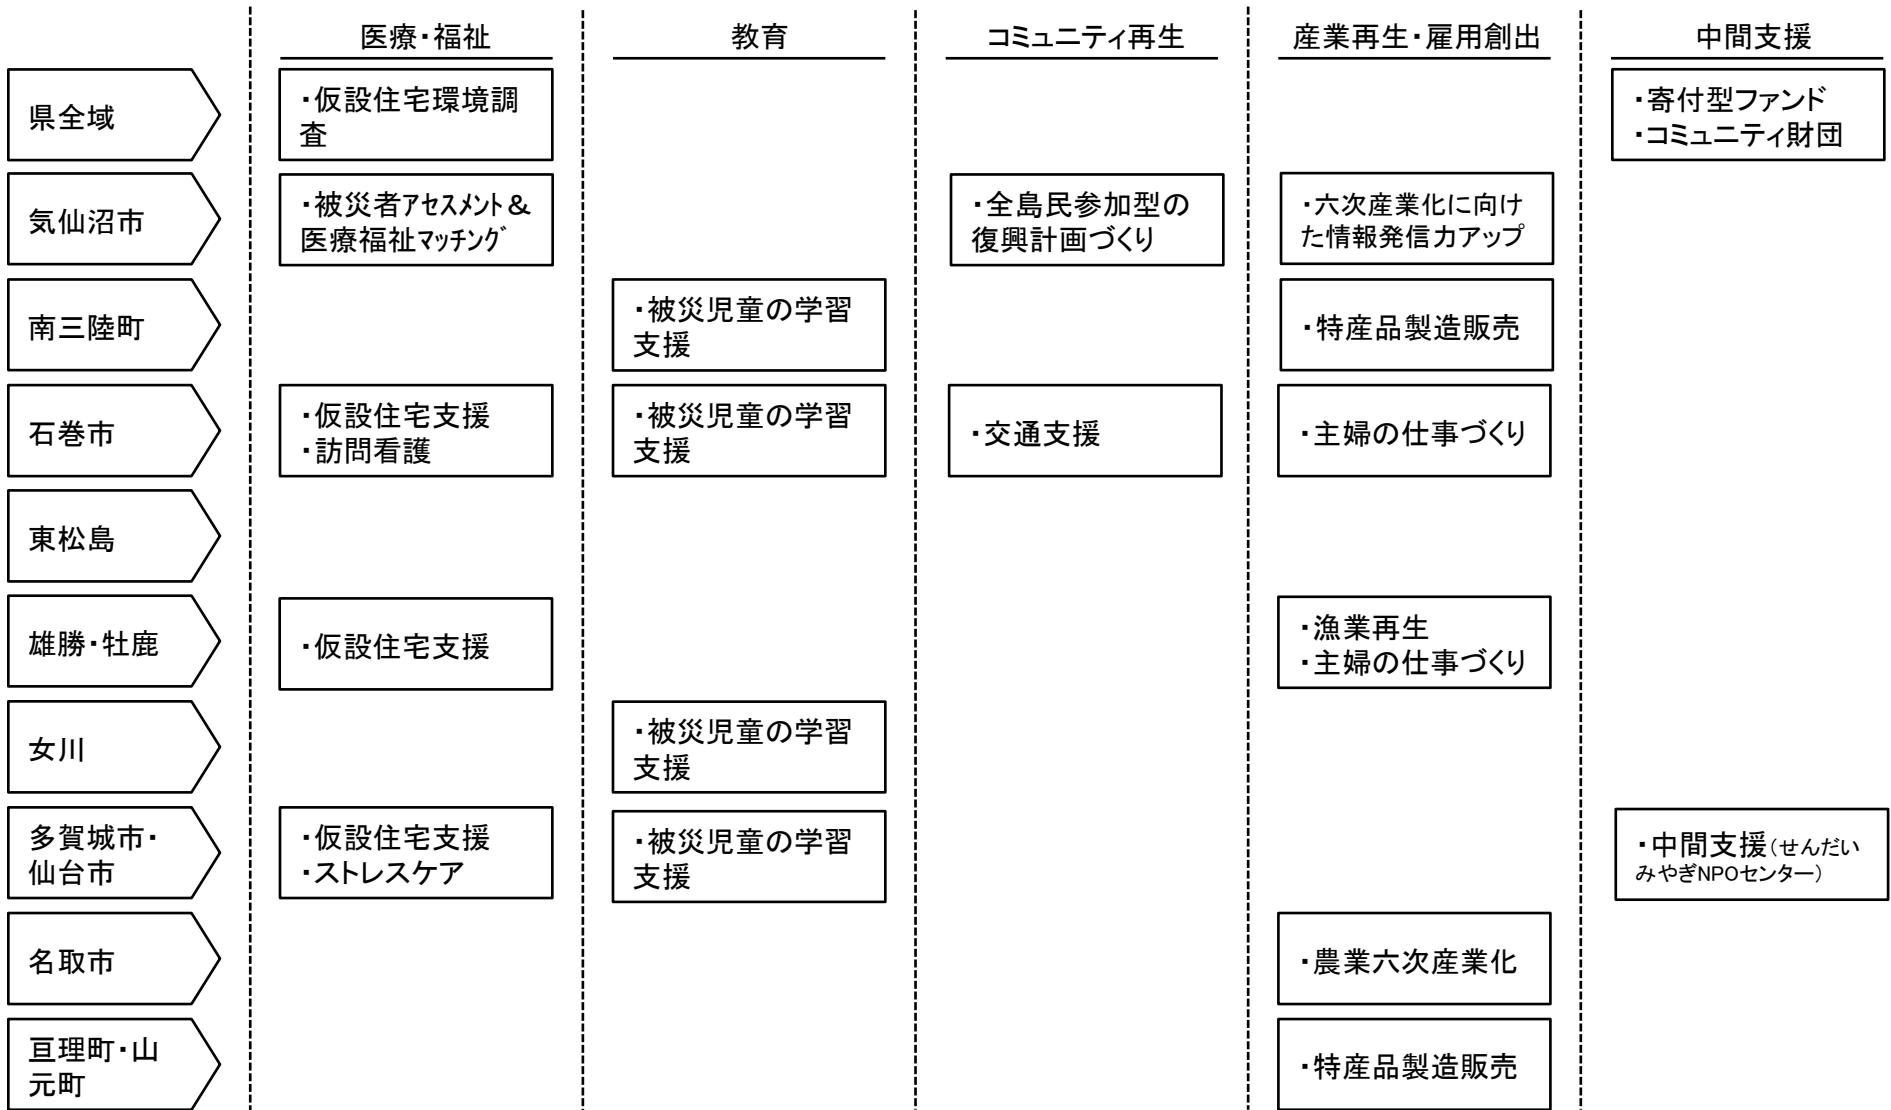 医療・福祉
教育
コミュニティ再生
産業再生・雇用創出
中間支援
県全域
・仮設住宅環境調
査
・寄付型ファンド
・コミュニティ財団
気仙沼市
・被災者アセスメント＆
医療福祉マッチング
・全島民参加型の
復興計画づくり
・六次産業化に向け
た情報発信力アップ
南三陸町
・被災児童の学習
支援
・特産品製造販売
石巻市
・仮設住宅支援
・訪問看護
・被災児童の学習
支援
・交通支援
・主婦の仕事づくり
東松島
雄勝・牡鹿
・仮設住宅支援
・漁業再生
・主婦の仕事づくり
女川
・被災児童の学習
支援
多賀城市・
仙台市
・仮設住宅支援
・ストレスケア
・被災児童の学習
支援
・中間支援（せんだい
みやぎNPOセンター）
名取市
・農業六次産業化
亘理町・山
元町
・特産品製造販売